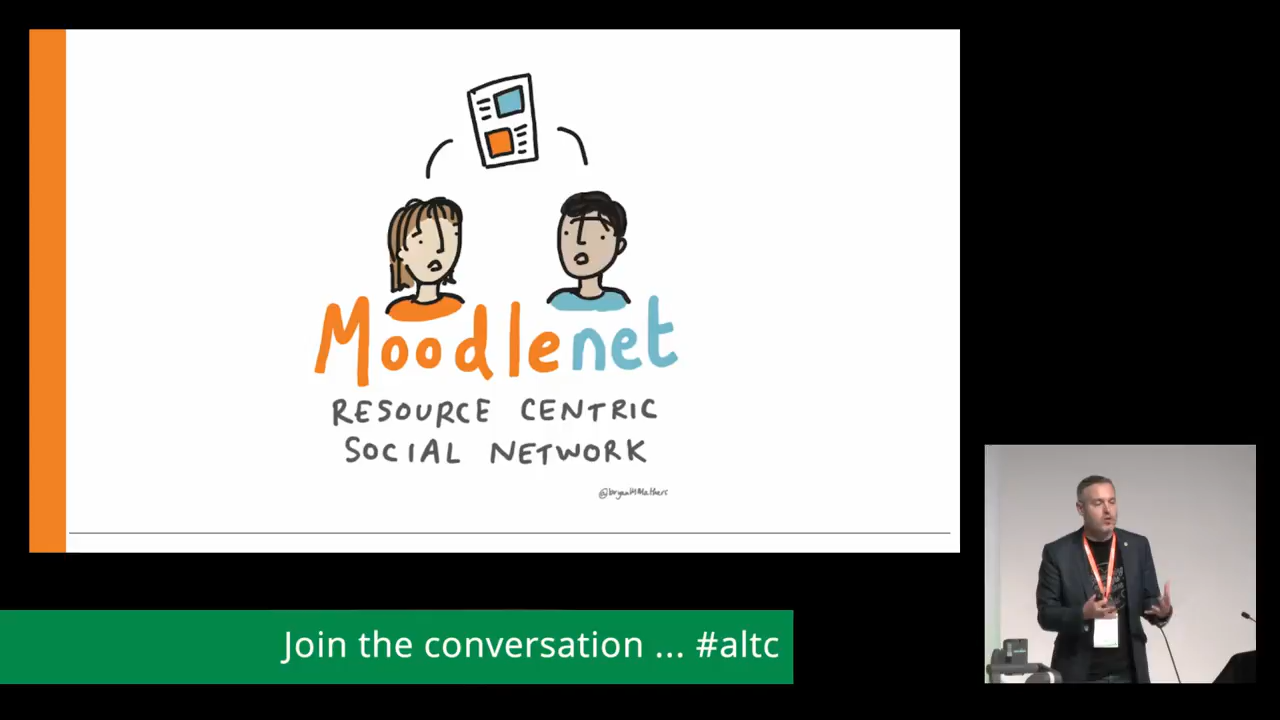 Moodlenet
RESOURCE CENTRIC
SOCIAL NETWORK
@bryanMMathers
Join the conversation ... #altc